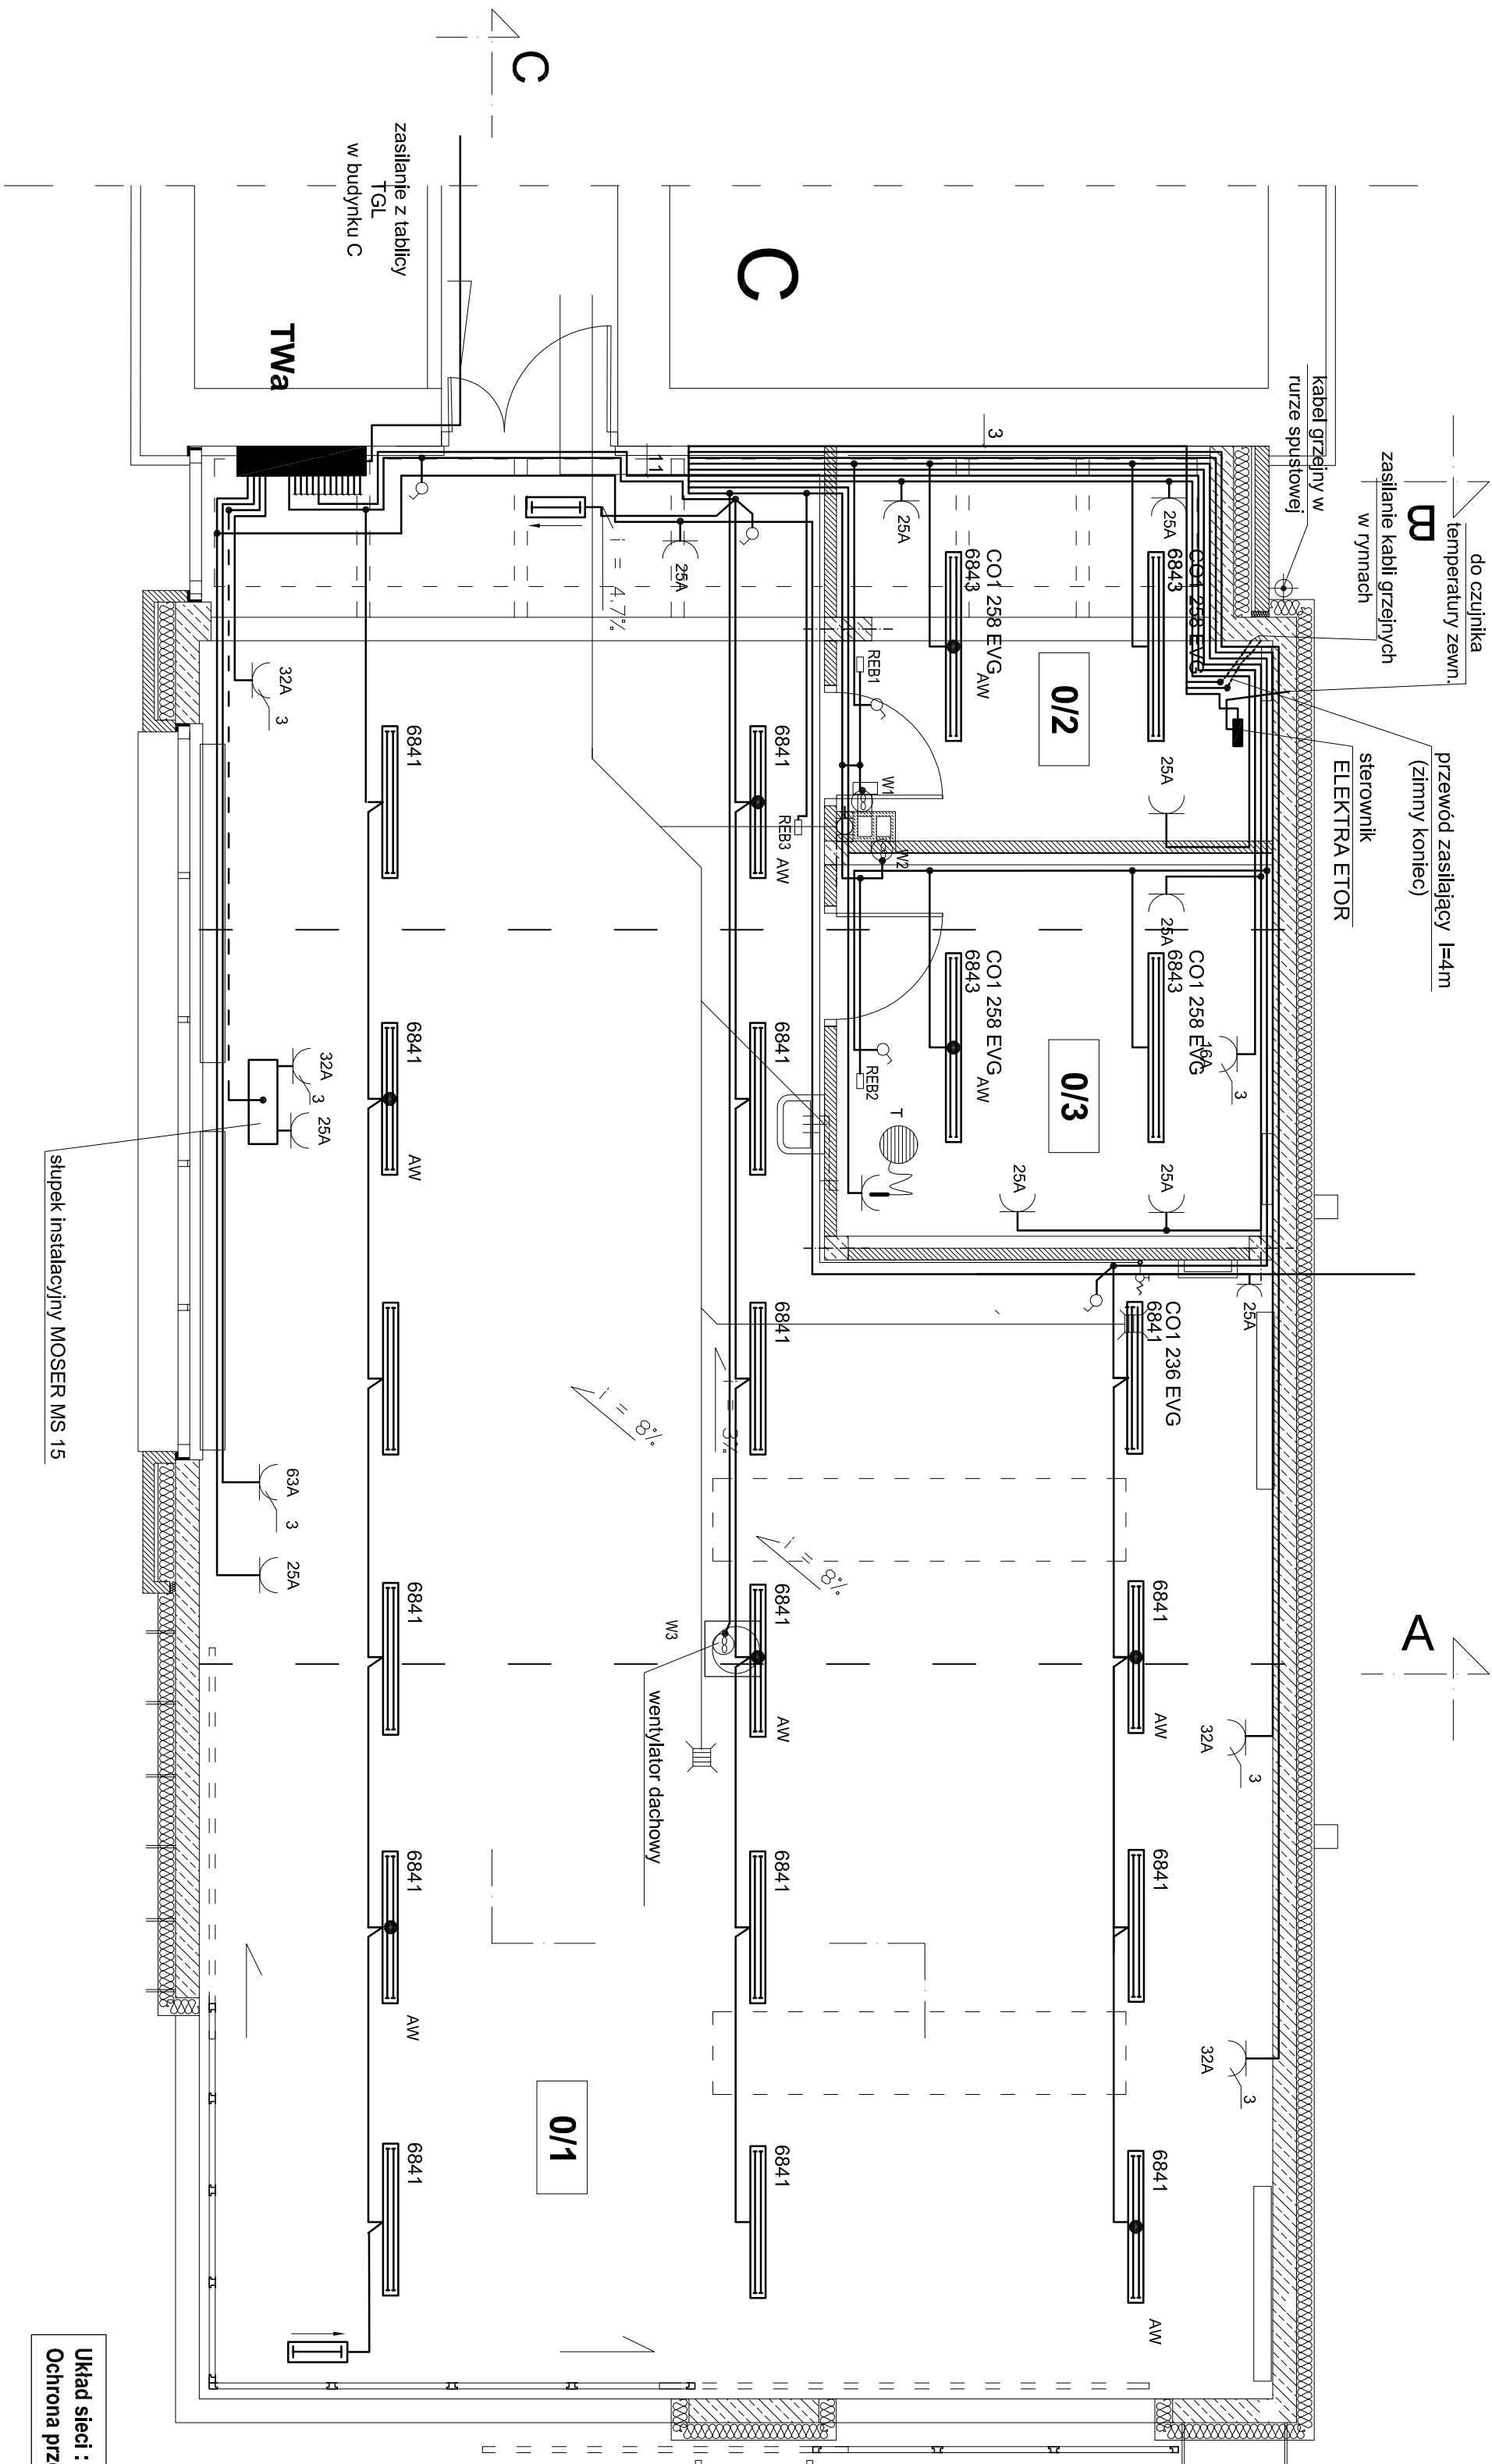 C
zasilanie z tablicy
TGL
w budynku C
TWa
C
B
do czujnika
temperatury zewn.
zasilanie kabli grzejnych
w rynnach
kabel grzejny w
rurze spustowej
przewód zasilający l=4m
(zimny koniec)
sterownik
ELEKTRA ETOR
A
3
11
25A
25A
25A
i = 4,7%
CO1 258 EVG
6843
CO1 258 EVG
6843
AW
0/2
REB1
25A
W1
W2
REB3
AW
25A
CO1 258 EVG
6843
CO1 258 EVG
6843
AW
16A
3
0/3
REB2
T
25A
25A
25A
CO1 236 EVG
6841
6841
AW
6841
6841
AW
32A
3
32A
3
6841
6841
6841
6841
AW
6841
6841
i = 3%
i = 8%
i = 8%
W3
wentylator dachowy
6841
6841
AW
6841
6841
AW
6841
0/1
32A
3
32A
3
25A
63A
3
25A
słupek instalacyjny MOSER MS 15
Układ sieci :
Ochrona prz